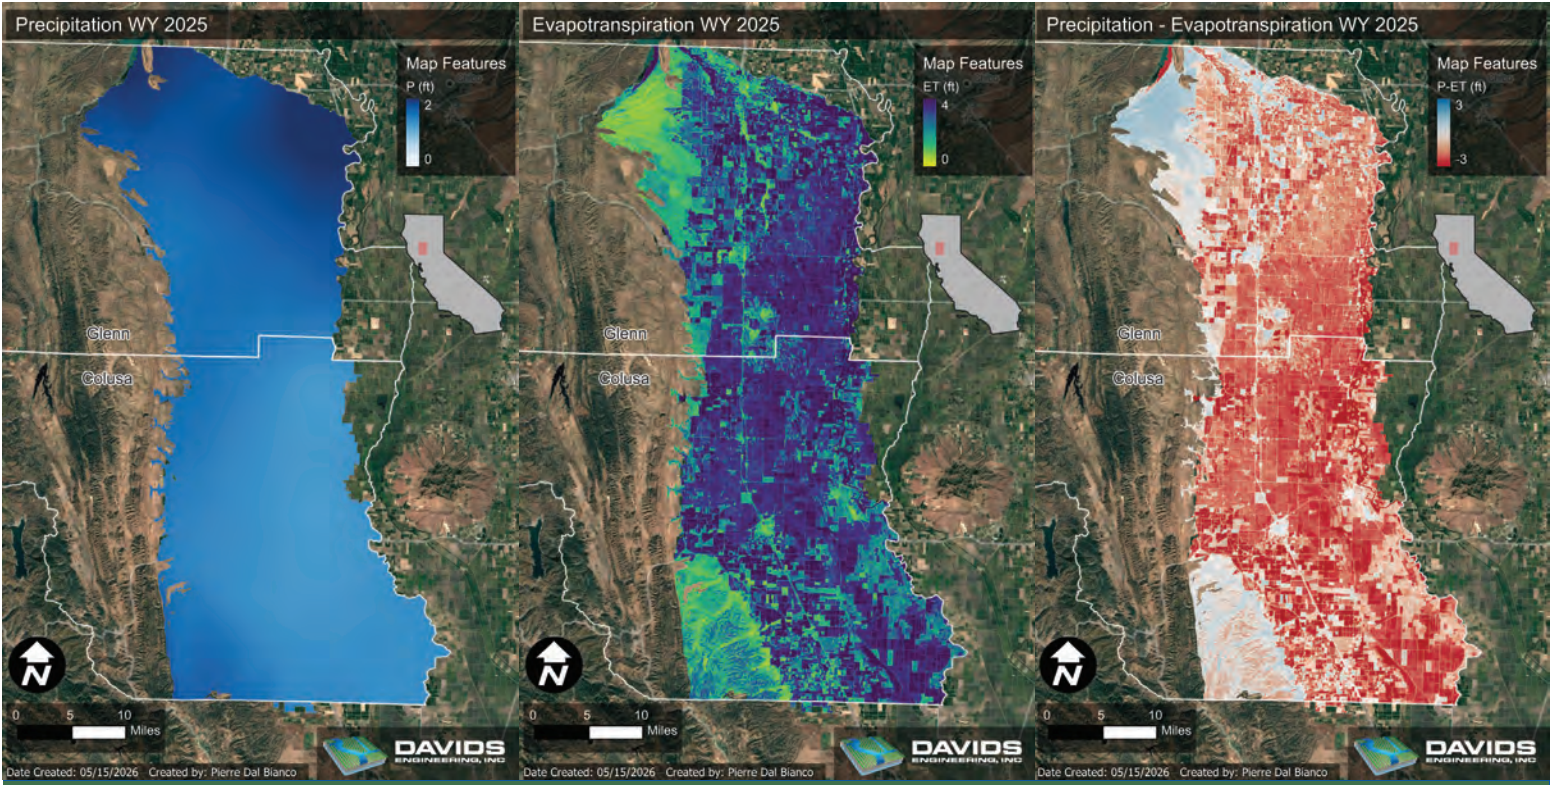 Precipitation WY 2025
Map Features
P (ft)
2
0
Glenn
Colusa
N
0 5 10
Miles
DAVIDS
ENGINEERING, INC
Date Created: 05/15/2026 Created by: Pierre Dal Bianco
Evapotranspiration WY 2025
Map Features
ET (ft)
4
0
Glenn
Colusa
N
0 5 10
Miles
DAVIDS
ENGINEERING, INC
Date Created: 05/15/2026 Created by: Pierre Dal Bianco
Precipitation - Evapotranspiration WY 2025
Map Features
P-ET (ft)
3
-3
Glenn
Colusa
N
0 5 10
Miles
DAVIDS
ENGINEERING, INC
Date Created: 05/15/2026 Created by: Pierre Dal Bianco